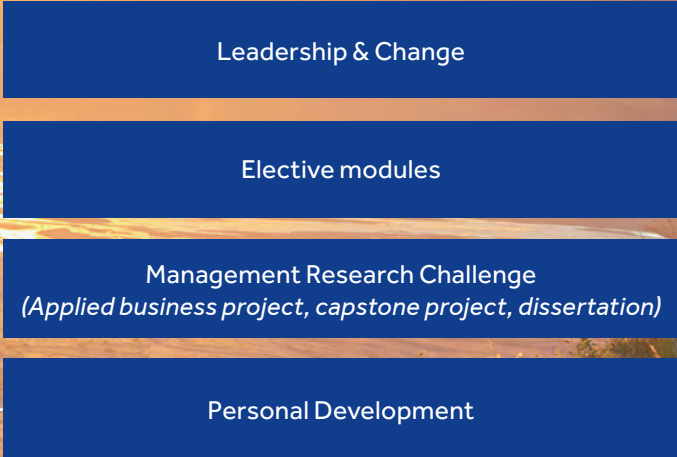 Leadership & Change
Elective modules
Management Research Challenge
(Applied business project, capstone project, dissertation)
Personal Development